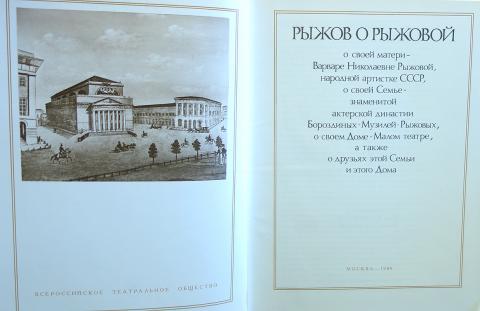 ВСЕРОССИЙСКОЕ ТЕАТРАЛЬНОЕ ОБЩЕСТВО
РЫЖОВ О РЫЖОВОЙ
о своей матери-
Варваре Николаевне Рыжовой,
народной артистке СССР,
о своей Семье-
знаменитой
актерской династии
Бороздиных-Музилей-Рыжовых,
о своем Доме-Малом театре,
а также
о друзьях этой Семьи
и этого Дома
МОСКВА—